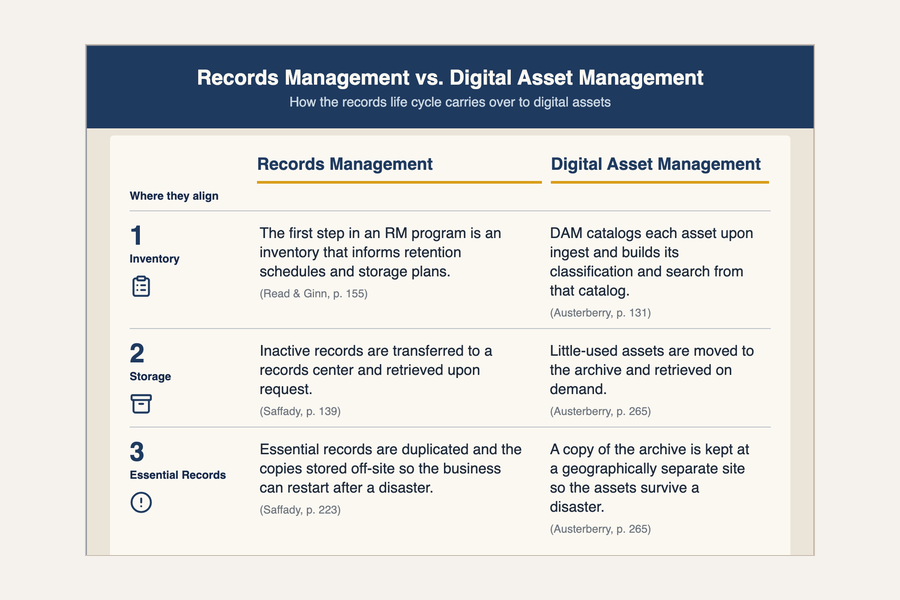 Records Management vs. Digital Asset Management
How the records life cycle carries over to digital assets
Records Management
Digital Asset Management
Where they align
1
Inventory
The first step in an RM program is an
inventory that informs retention
schedules and storage plans.
(Read & Ginn, p. 155)
DAM catalogs each asset upon
ingest and builds its
classification and search from
that catalog.
(Austerberry, p. 131)
2
Storage
Inactive records are transferred to a
records center and retrieved upon
request.
(Saffady, p. 139)
Little-used assets are moved to
the archive and retrieved on
demand.
(Austerberry, p. 265)
3
Essential Records
Essential records are duplicated and the
copies stored off-site so the business
can restart after a disaster.
(Saffady, p. 223)
A copy of the archive is kept at
a geographically separate site
so the assets survive a
disaster.
(Austerberry, p. 265)